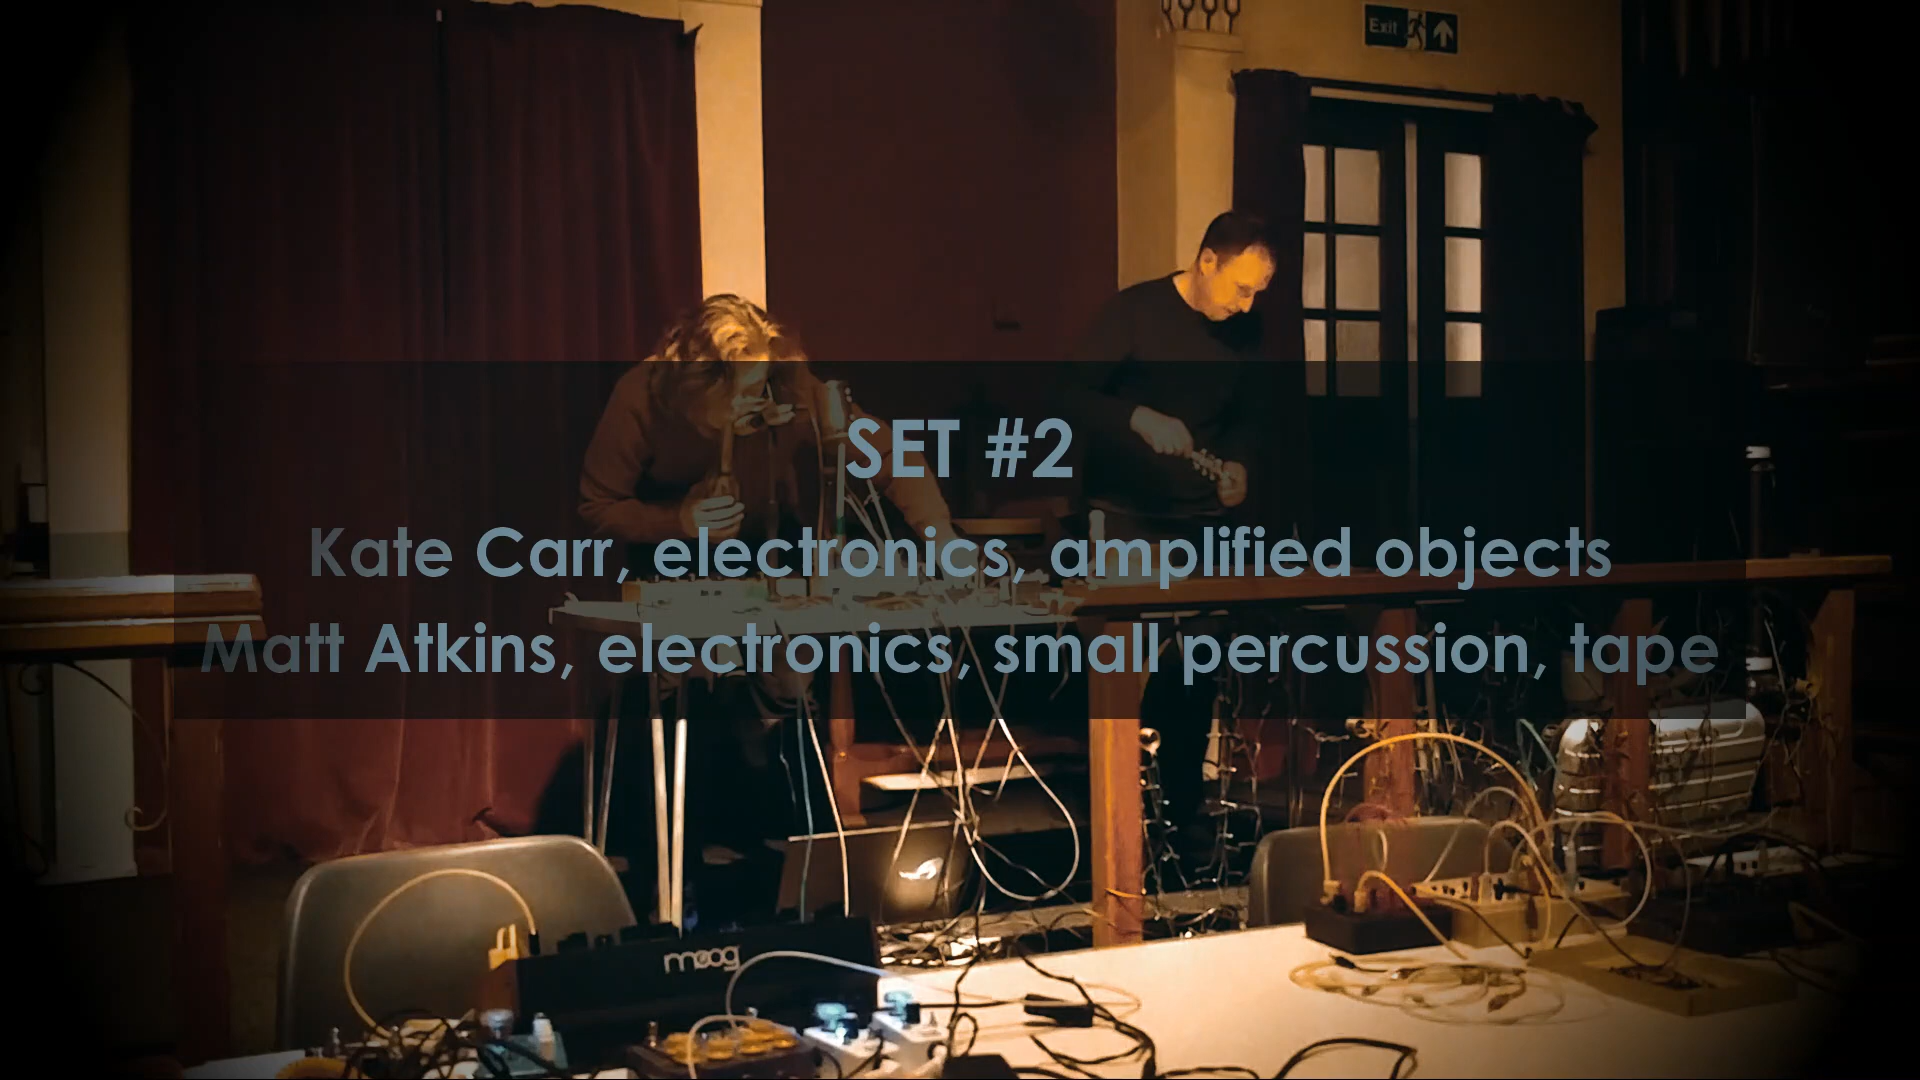 Exit
SET #2
Kate Carr, electronics, amplified objects
Matt Atkins, electronics, small percussion, tape
moog